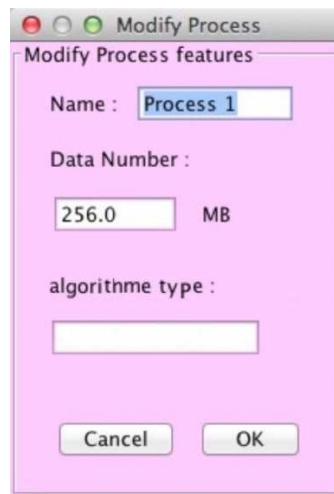 Modify Process
Modify Process features
Name : Process 1
Data Number :
256.0 MB
algorithme type :
Cancel OK